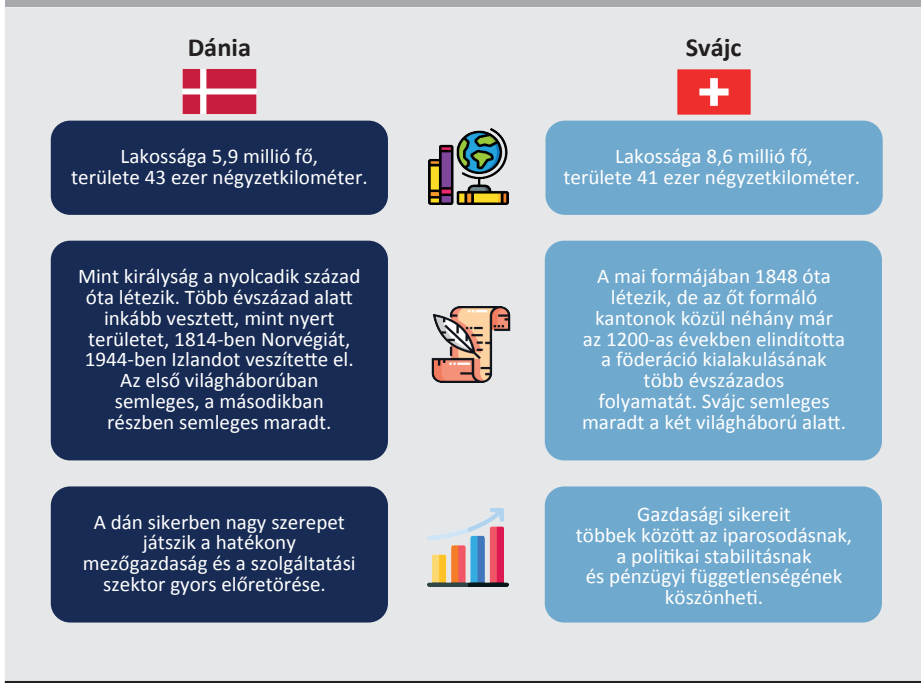 Dánia
Lakossága 5,9 millió fő,
területe 43 ezer négyzetkilométer.
Mint királyság a nyolcadik század
óta létezik. Több évszázad alatt
inkább vesztett, mint nyert
területet, 1814-ben Norvégiát,
1944-ben Izlandot veszítette el.
Az első világháborúban
semleges, a másodikban
részben semleges maradt.
A dán sikerben nagy szerepet
játszik a hatékony
mezőgazdaság és a szolgáltatási
szektor gyors előretörése.
Svájc
Lakossága 8,6 millió fő,
területe 41 ezer négyzetkilométer.
A mai formájában 1848 óta
létezik, de az őt formáló
kantonok közül néhány már
az 1200-as években elindította
a föderáció kialakulásának
több évszázados
folyamatát. Svájc semleges
maradt a két világháború alatt.
Gazdasági sikereit
többek között az iparosodásnak,
a politikai stabilitásnak
és pénzügyi függetlenségének
köszönheti.